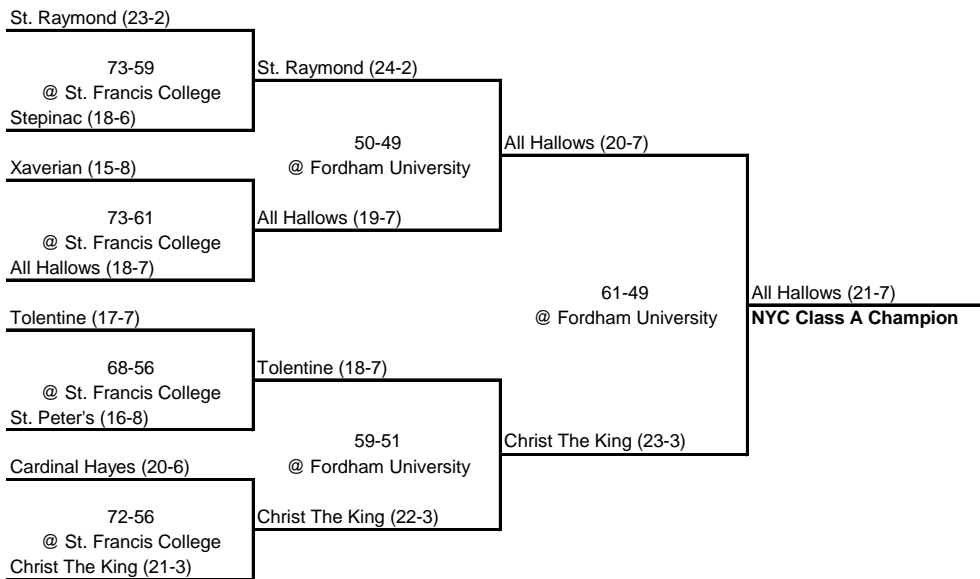 St. Raymond (23-2)
73-59
@ St. Francis College
Stepinac (18-6)
St. Raymond (24-2)
Xaverian (15-8)
73-61
@ St. Francis College
All Hallows (18-7)
50-49
@ Fordham University
All Hallows (19-7)
All Hallows (20-7)
Tolentine (17-7)
68-56
@ St. Francis College
St. Peter's (16-8)
Tolentine (18-7)
Cardinal Hayes (20-6)
72-56
@ St. Francis College
Christ The King (21-3)
59-51
@ Fordham University
Christ The King (22-3)
Christ The King (23-3)
61-49
@ Fordham University
All Hallows (21-7)
NYC Class A Champion